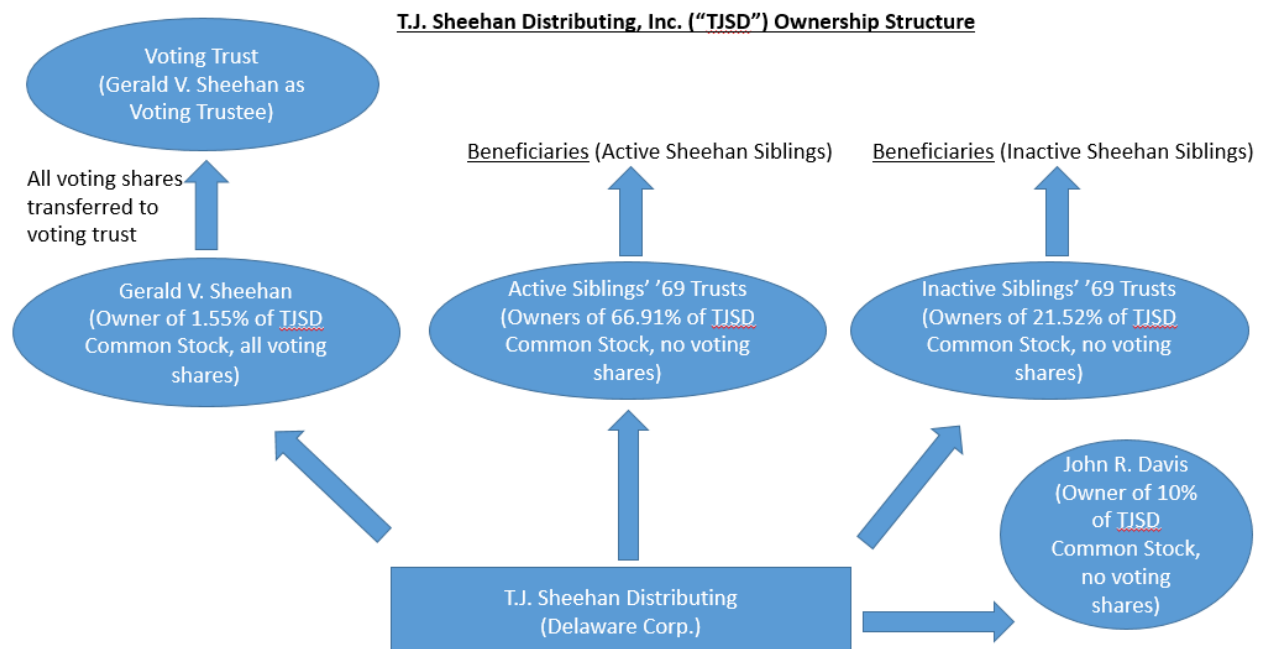 T.J. Sheehan Distributing, Inc. (“TJSD”) Ownership Structure
Voting Trust
(Gerald V. Sheehan as
Voting Trustee)
Beneficiaries (Active Sheehan Siblings)
Beneficiaries (Inactive Sheehan Siblings)
All voting shares
transferred to
voting trust
Gerald V. Sheehan
(Owner of 1.55% of TJSD
Common Stock, all voting
shares)
Active Siblings’ ’69 Trusts
(Owners of 66.91% of TJSD
Common Stock, no voting
shares)
Inactive Siblings’ ’69 Trusts
(Owners of 21.52% of TJSD
Common Stock, no voting
shares)
John R. Davis
(Owner of 10%
of TJSD
Common Stock,
no voting
shares)
T.J. Sheehan Distributing
(Delaware Corp.)